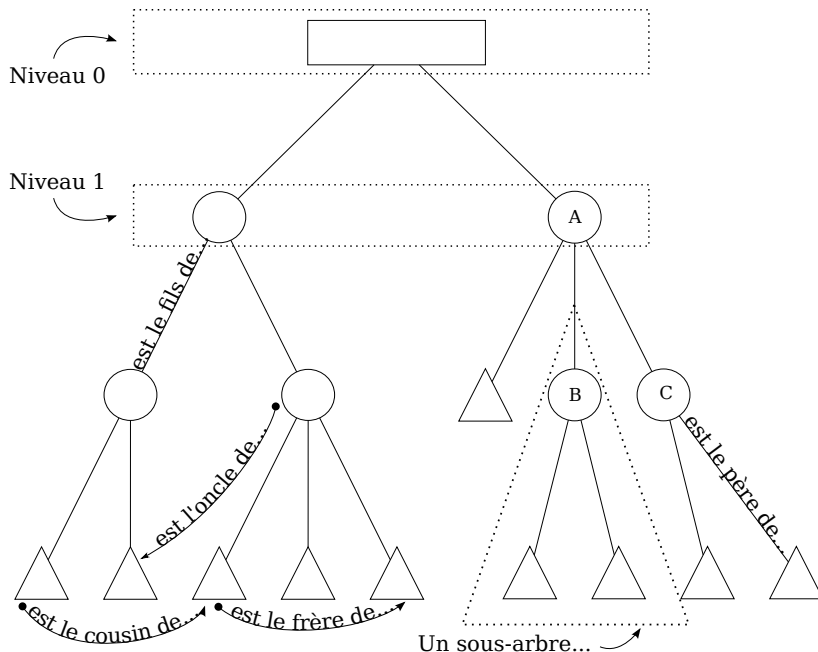 Niveau 0
Niveau 1
A
est le fils de...
B
C
est l'oncle de...
est le père de...
est le cousin de...
est le frère de...
Un sous-arbre...